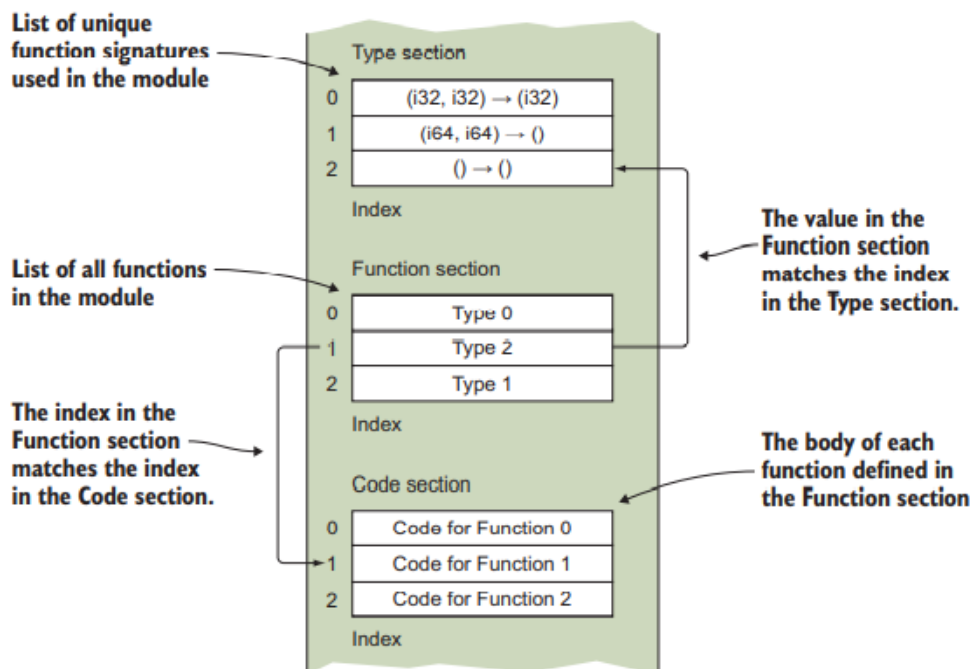 List of unique
function signatures
used in the module
Type section
0 (i32, i32) → (i32)
1 (i64, i64) → ()
2 () → ()
Index
The value in the
Function section
matches the index
in the Type section.
List of all functions
in the module
Function section
0 Type 0
1 Type 2
2 Type 1
Index
The index in the
Function section
matches the index
in the Code section.
The body of each
function defined in
the Function section
Code section
0 Code for Function 0
1 Code for Function 1
2 Code for Function 2
Index